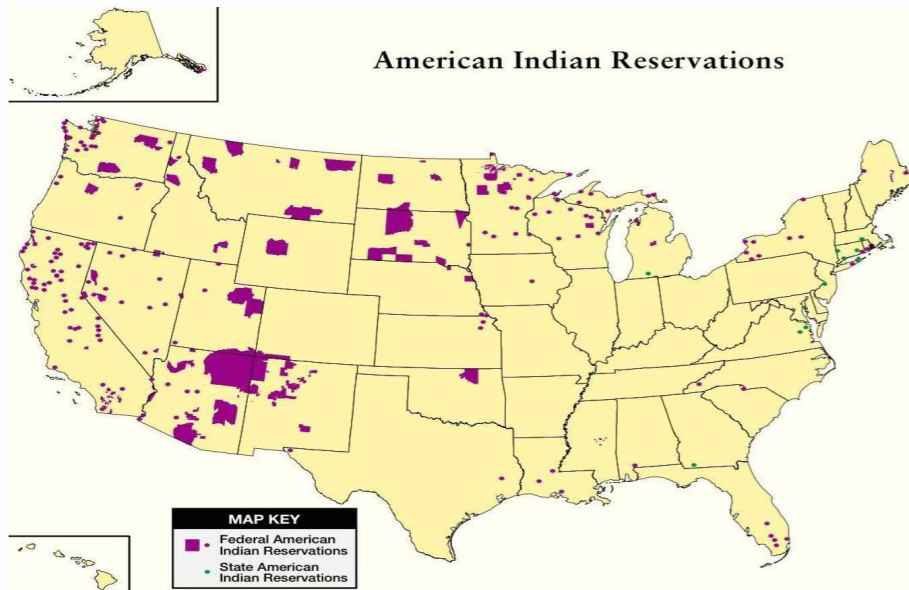 American Indian Reservations
MAP KEY
Federal American
Indian Reservations
State American
Indian Reservations